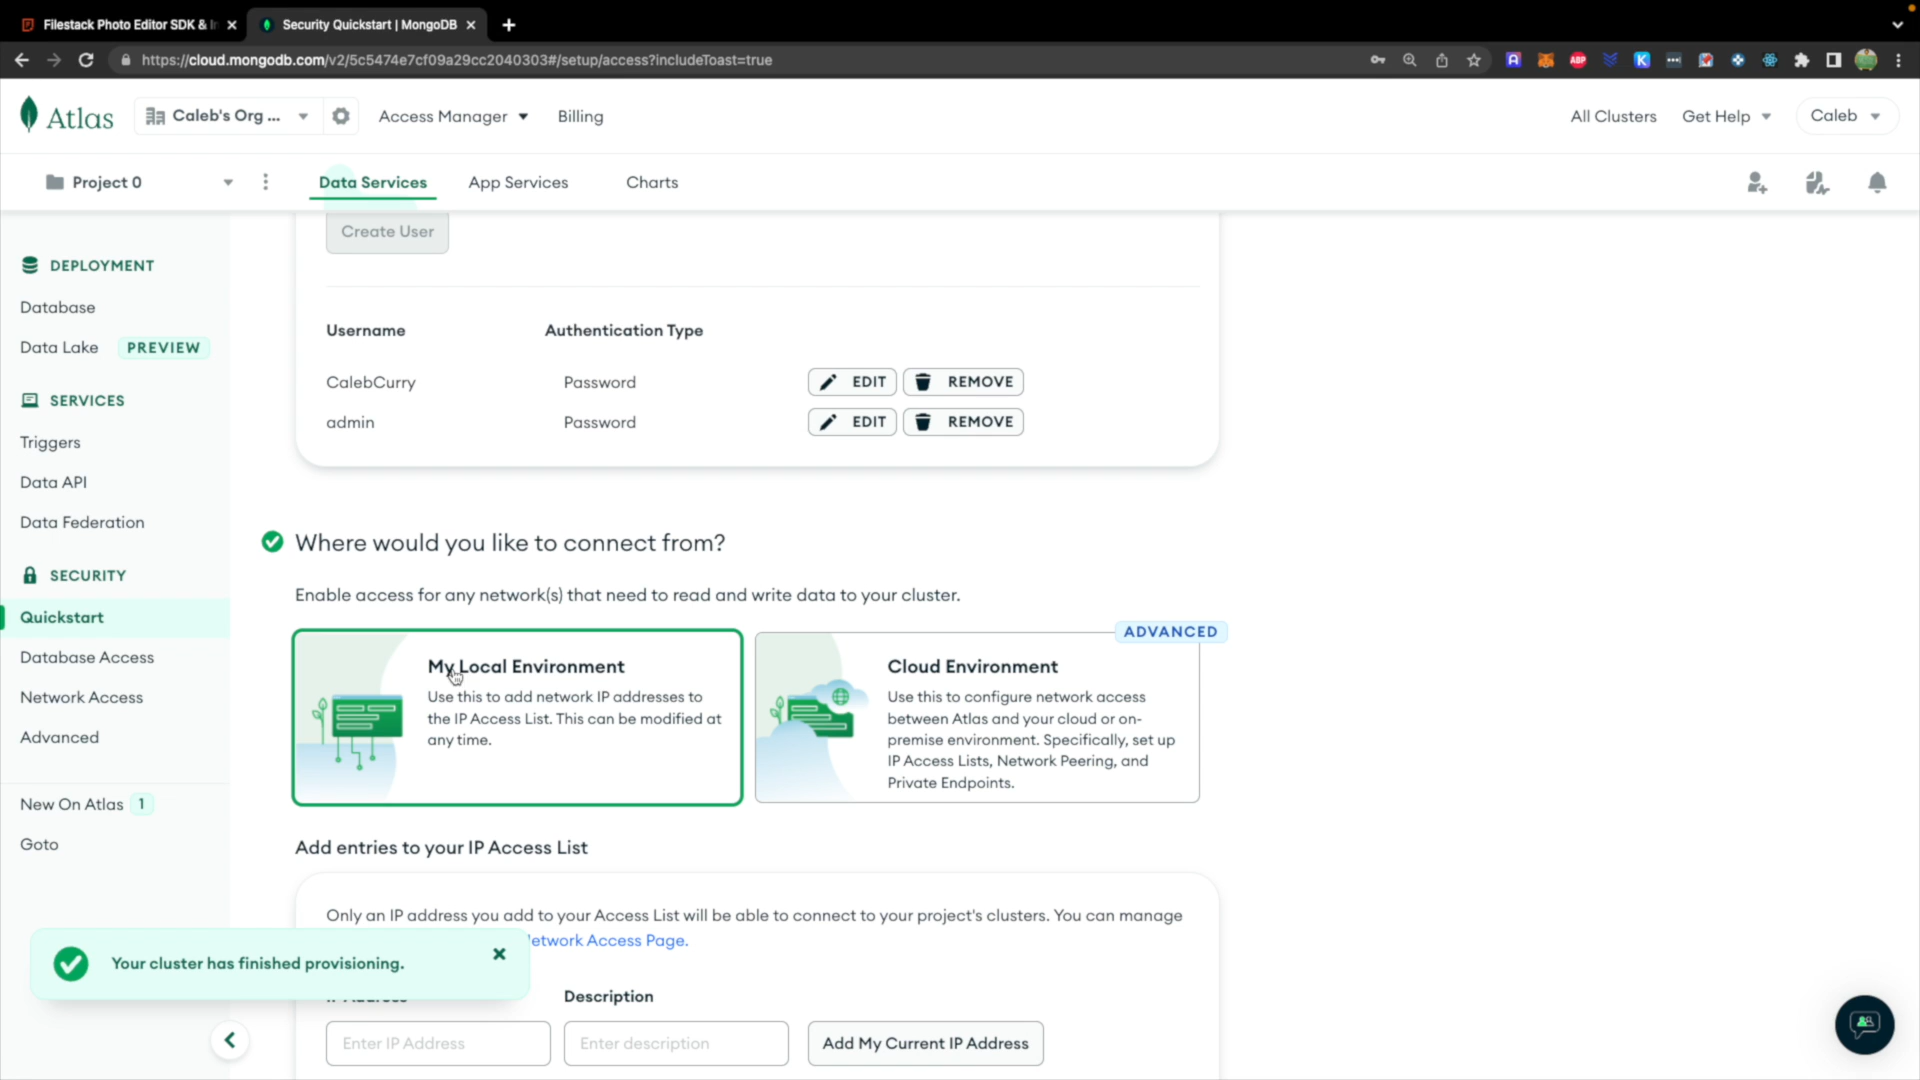 Filestack Photo Editor SDK & I
Security Quickstart | MongoDB
https://cloud.mongodb.com/v2/5c5474e7cf09a29cc2040303#/setup/access?includeToast=true
Atlas
Caleb's Org ...
Access Manager
Billing
All Clusters
Get Help
Caleb
Project 0
Data Services
App Services
Charts
DEPLOYMENT
Database
Data Lake PREVIEW
SERVICES
Triggers
Data API
Data Federation
SECURITY
Quickstart
Database Access
Network Access
Advanced
New On Atlas 1
Goto
Create User
Username Authentication Type
CalebCurry Password EDIT REMOVE
admin Password EDIT REMOVE
Where would you like to connect from?
Enable access for any network(s) that need to read and write data to your cluster.
My Local Environment
Use this to add network IP addresses to
the IP Access List. This can be modified at
any time.
ADVANCED
Cloud Environment
Use this to configure network access
between Atlas and your cloud or on-
premise environment. Specifically, set up
IP Access Lists, Network Peering, and
Private Endpoints.
Add entries to your IP Access List
Only an IP address you add to your Access List will be able to connect to your project's clusters. You can manage
Network Access Page.
Your cluster has finished provisioning.
Description
Enter IP Address
Enter description
Add My Current IP Address